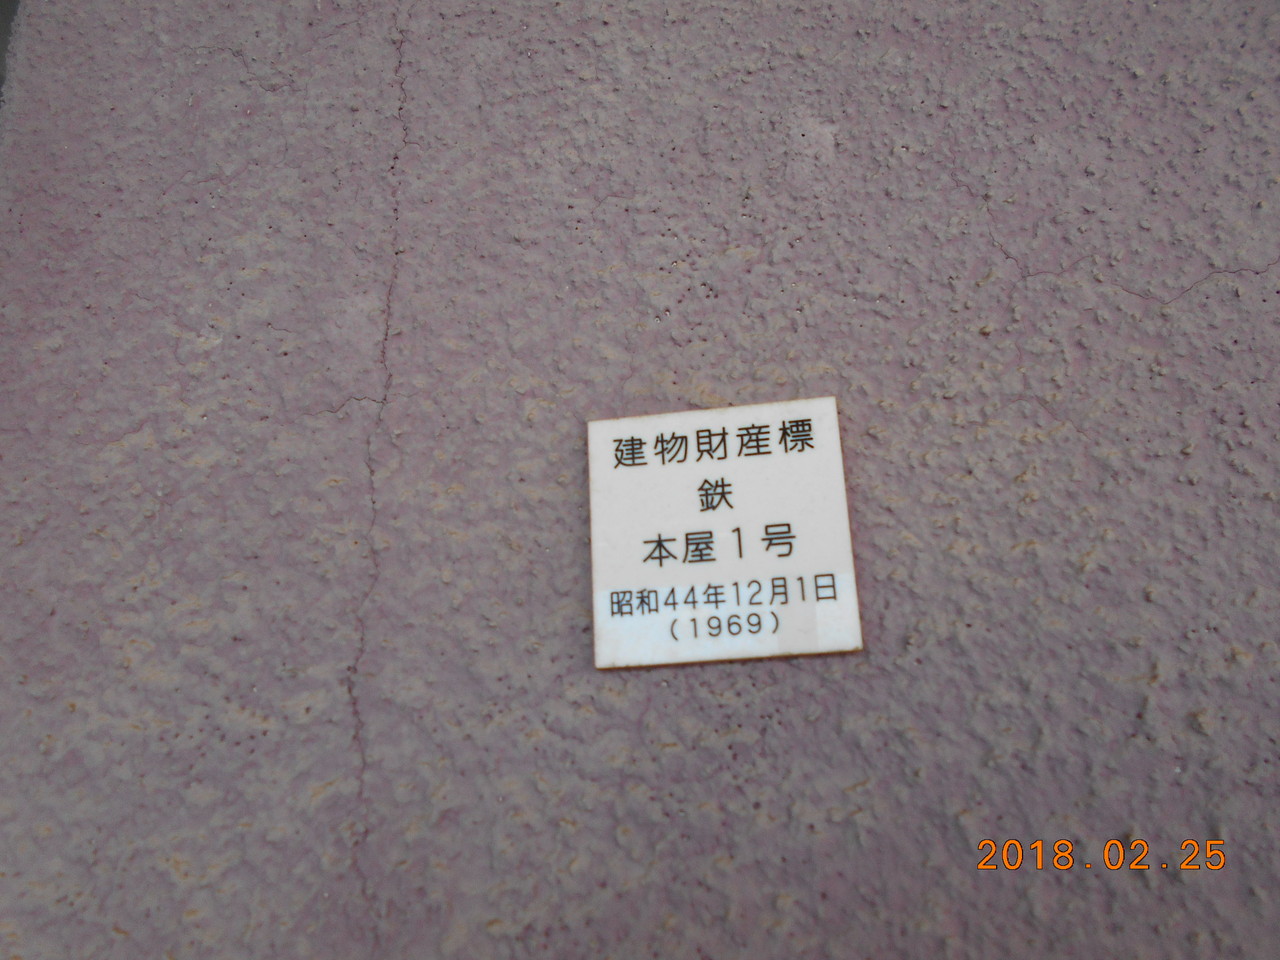 建物財産標
鉄
本屋1号
昭和44年12月1日
(1969)
2018.02.25